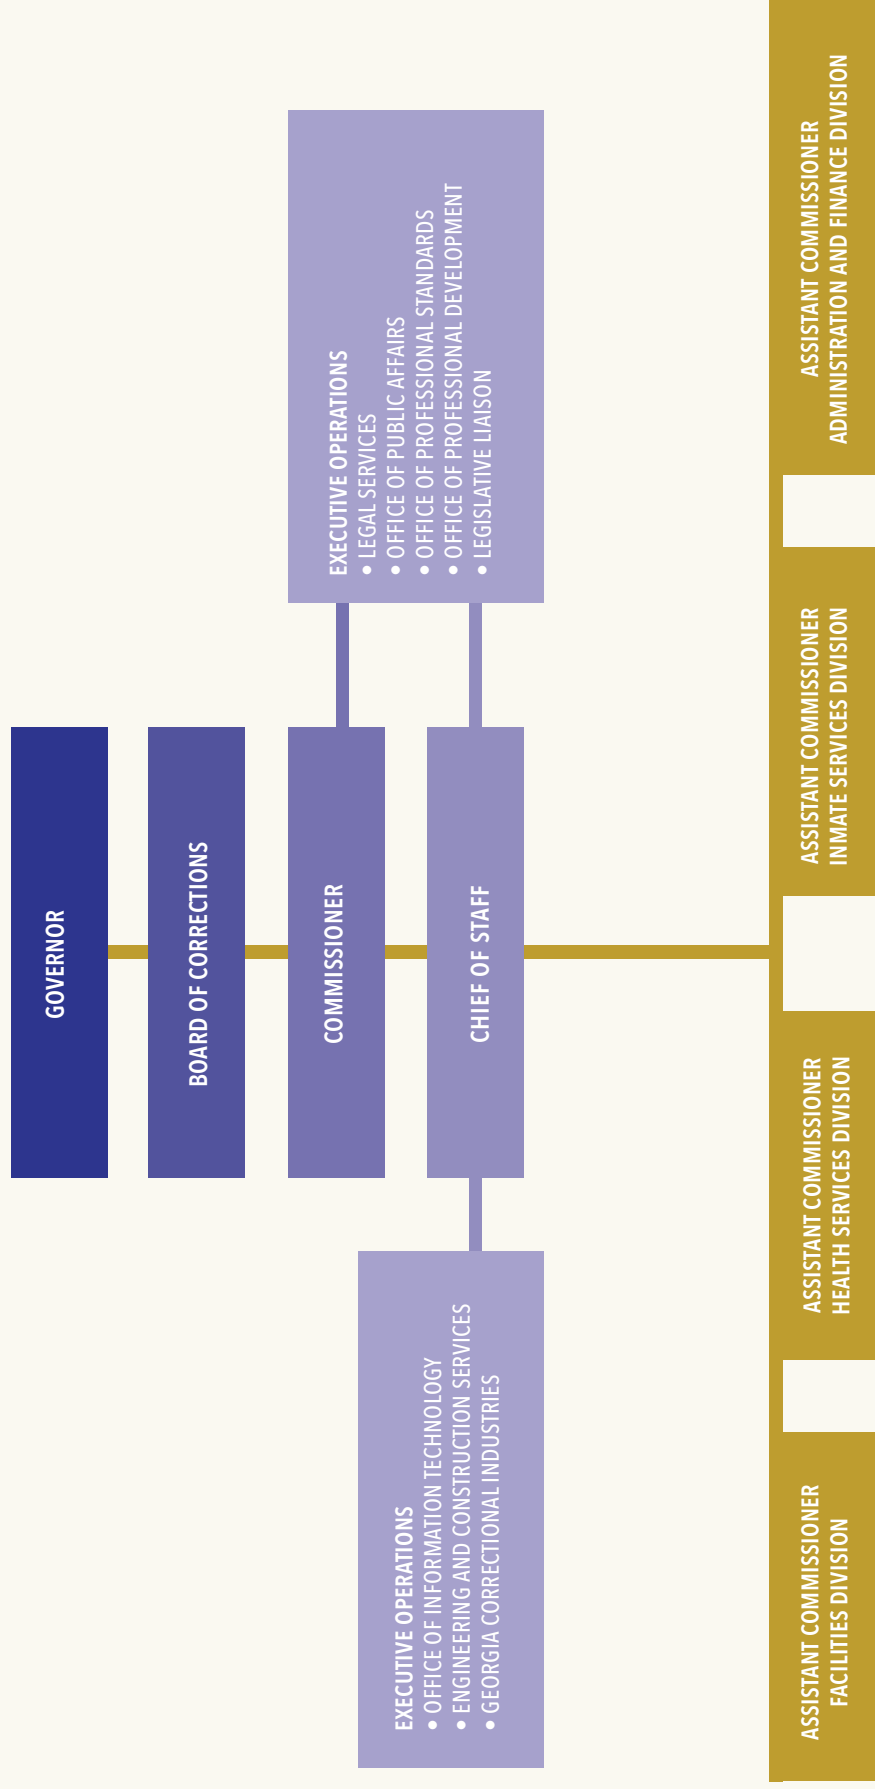 GOVERNOR
BOARD OF CORRECTIONS
COMMISSIONER
CHIEF OF STAFF
EXECUTIVE OPERATIONS
• OFFICE OF INFORMATION TECHNOLOGY
• ENGINEERING AND CONSTRUCTION SERVICES
• GEORGIA CORRECTIONAL INDUSTRIES
EXECUTIVE OPERATIONS
• LEGAL SERVICES
• OFFICE OF PUBLIC AFFAIRS
• OFFICE OF PROFESSIONAL STANDARDS
• OFFICE OF PROFESSIONAL DEVELOPMENT
• LEGISLATIVE LIAISON
ASSISTANT COMMISSIONER
FACILITIES DIVISION
ASSISTANT COMMISSIONER
HEALTH SERVICES DIVISION
ASSISTANT COMMISSIONER
INMATE SERVICES DIVISION
ASSISTANT COMMISSIONER
ADMINISTRATION AND FINANCE DIVISION